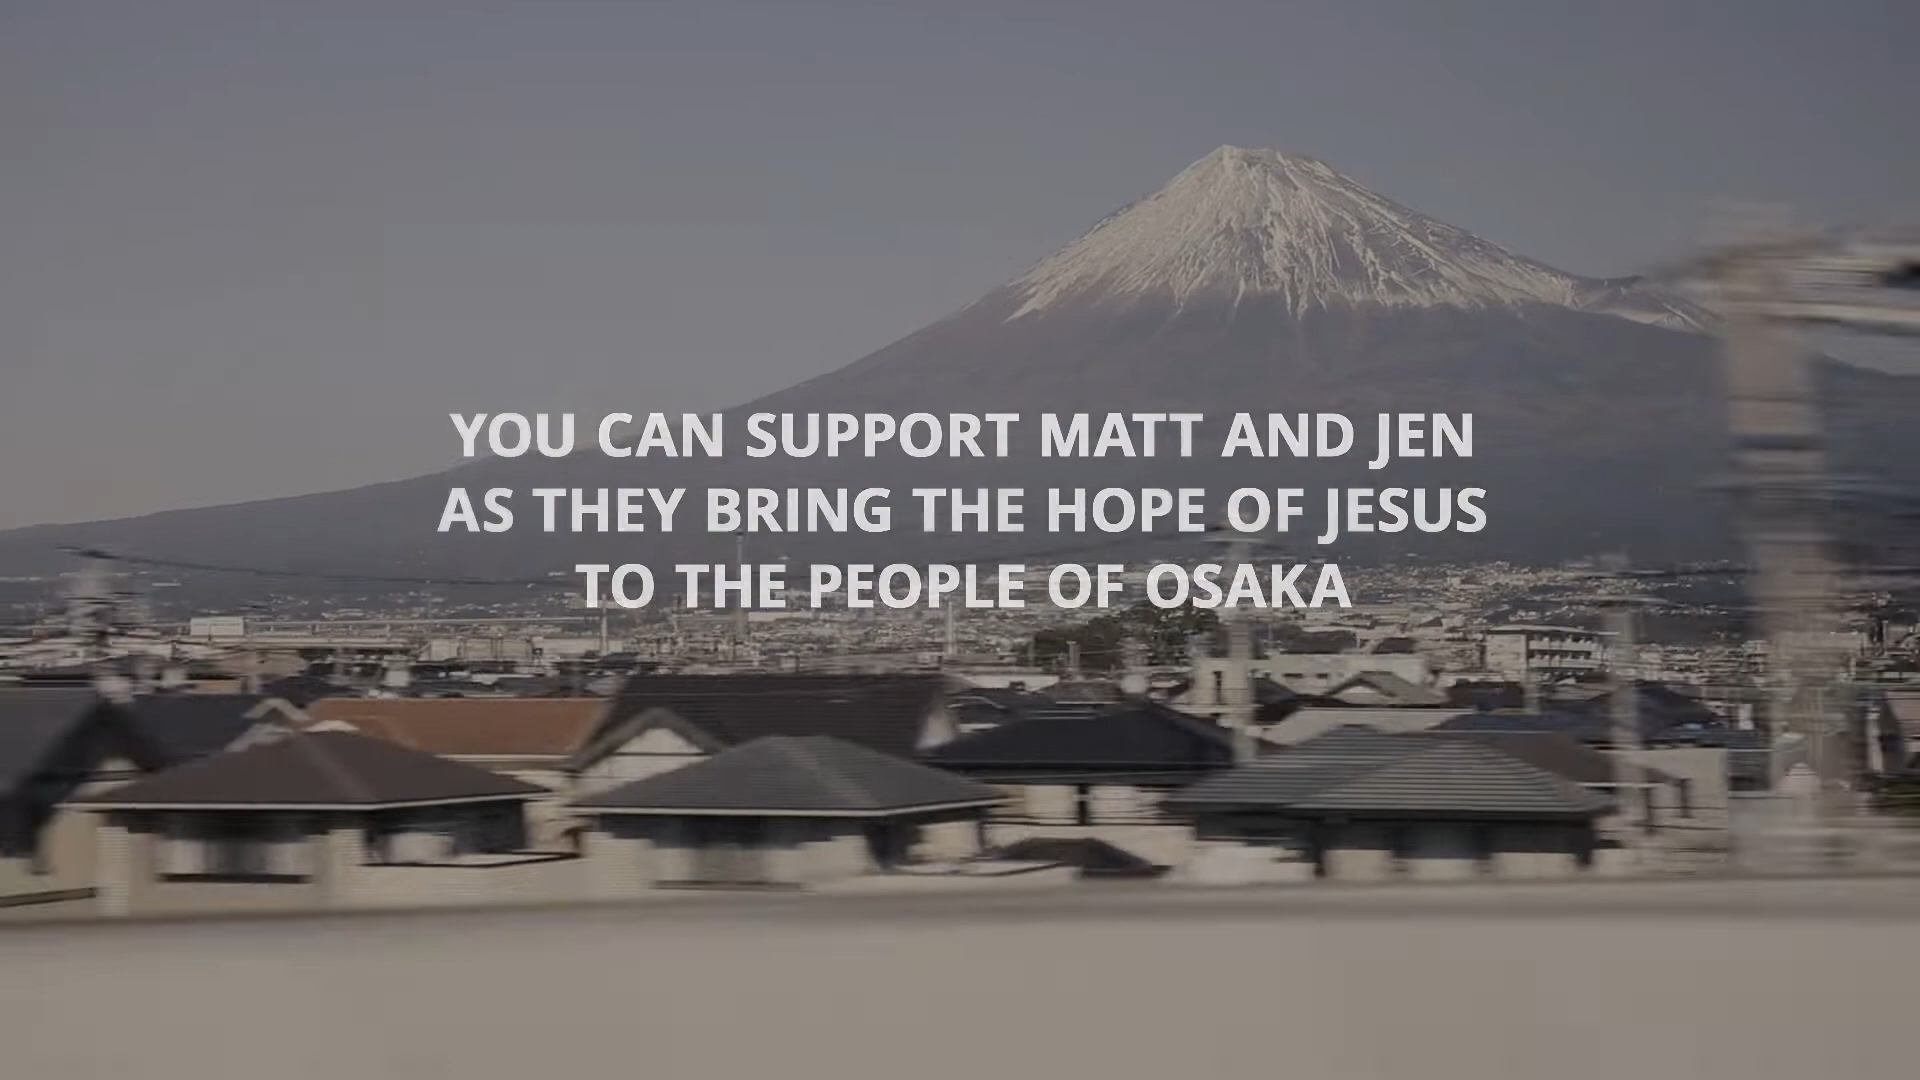 YOU CAN SUPPORT MATT AND JEN
AS THEY BRING THE HOPE OF JESUS
TO THE PEOPLE OF OSAKA